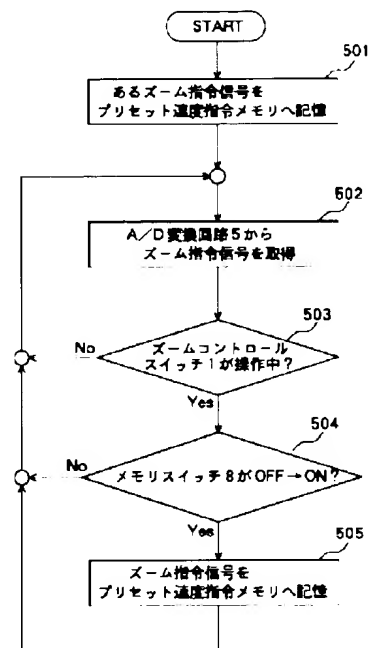 START
501
あるズーム指令信号を
プリセット速度指令メモリへ記憶
502
A／D変換回路5から
ズーム指令信号を取得
503
No
ズームコントロール
スイッチ1が操作中?
Yes
504
No
メモリスイッチ8がOFF→ON?
Yes
505
ズーム指令信号を
プリセット速度指令メモリへ記憶